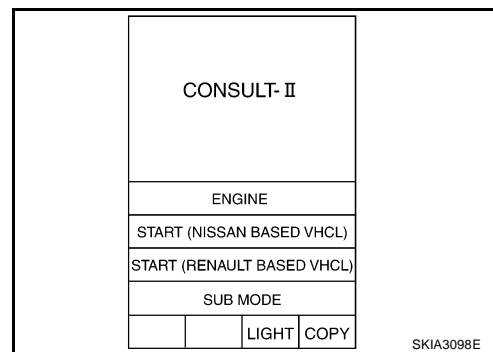 CONSULT-II
ENGINE
START (NISSAN BASED VHCL)
START (RENAULT BASED VHCL)
SUB MODE
LIGHT COPY
SKIA3098E